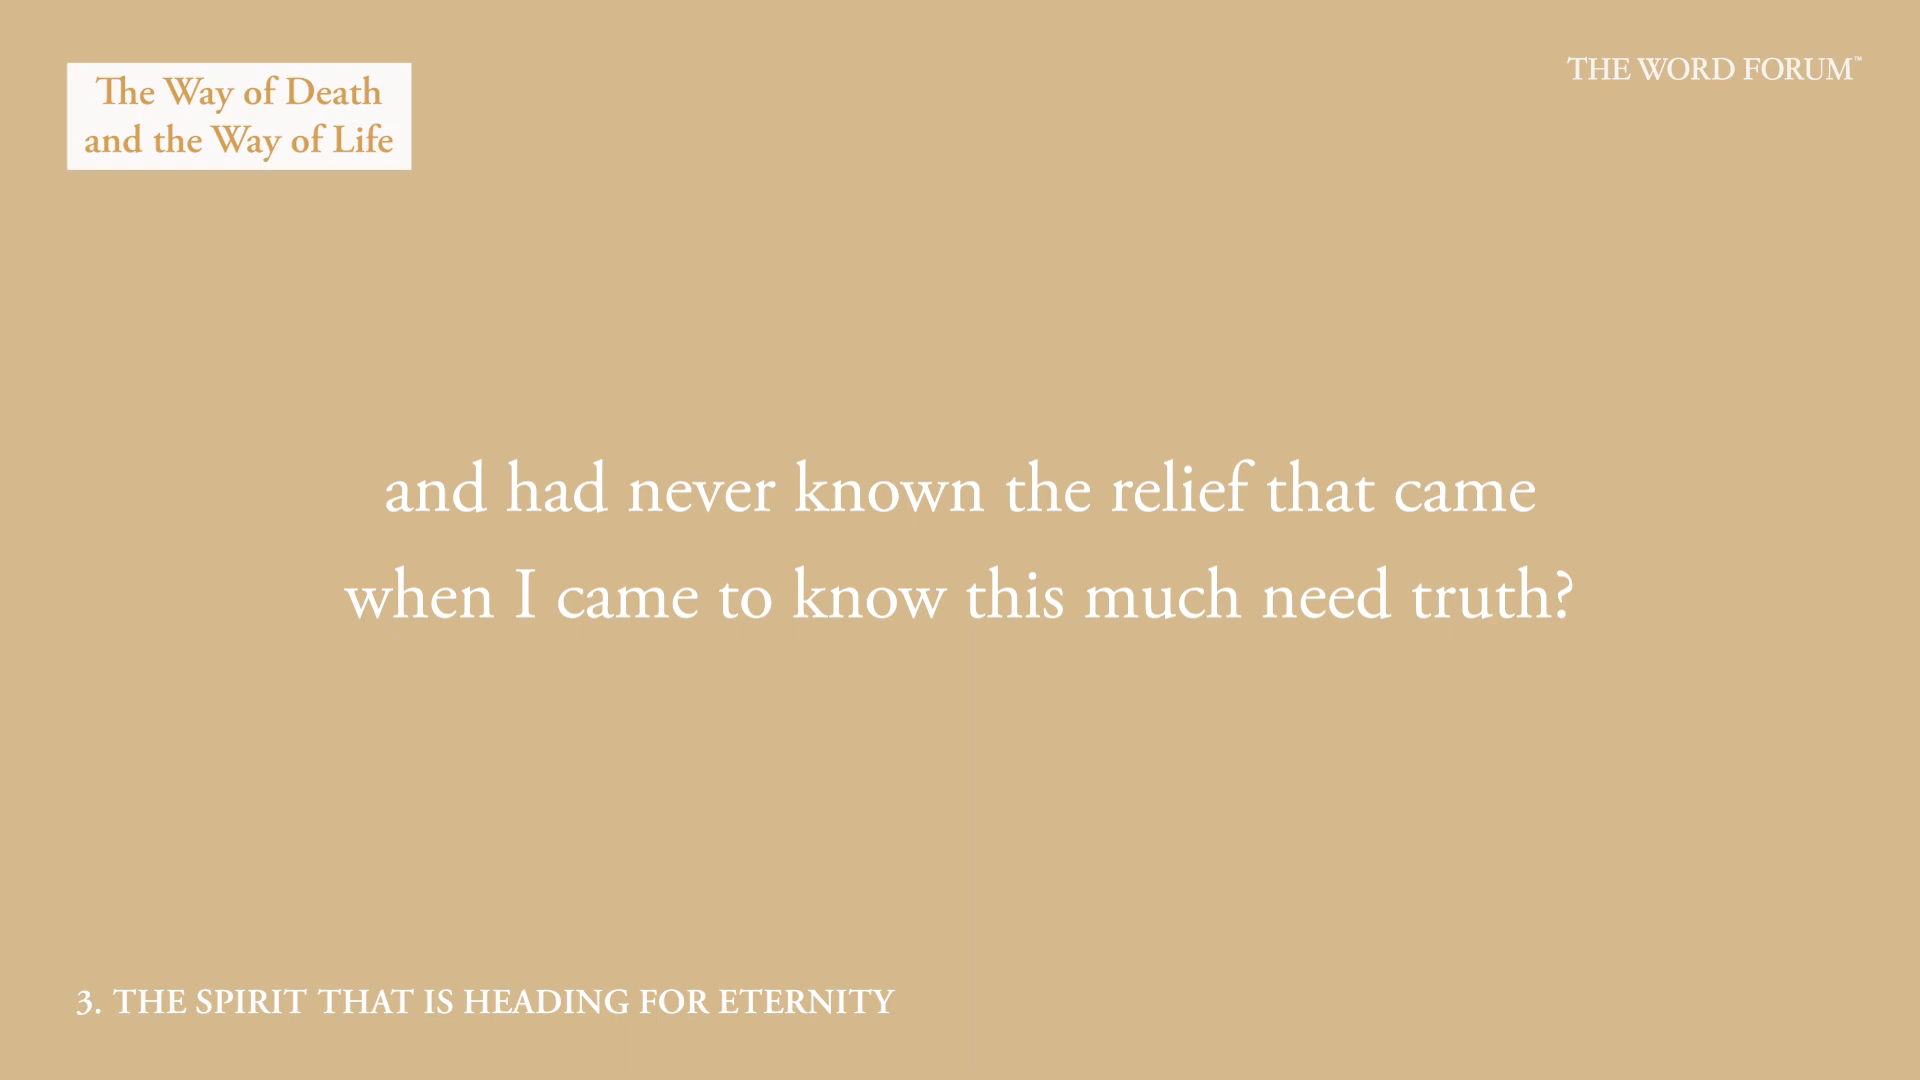 The Way of Death
and the Way of Life
THE WORD FORUM™
and had never known the relief that came
when I came to know this much need truth?
3. THE SPIRIT THAT IS HEADING FOR ETERNITY